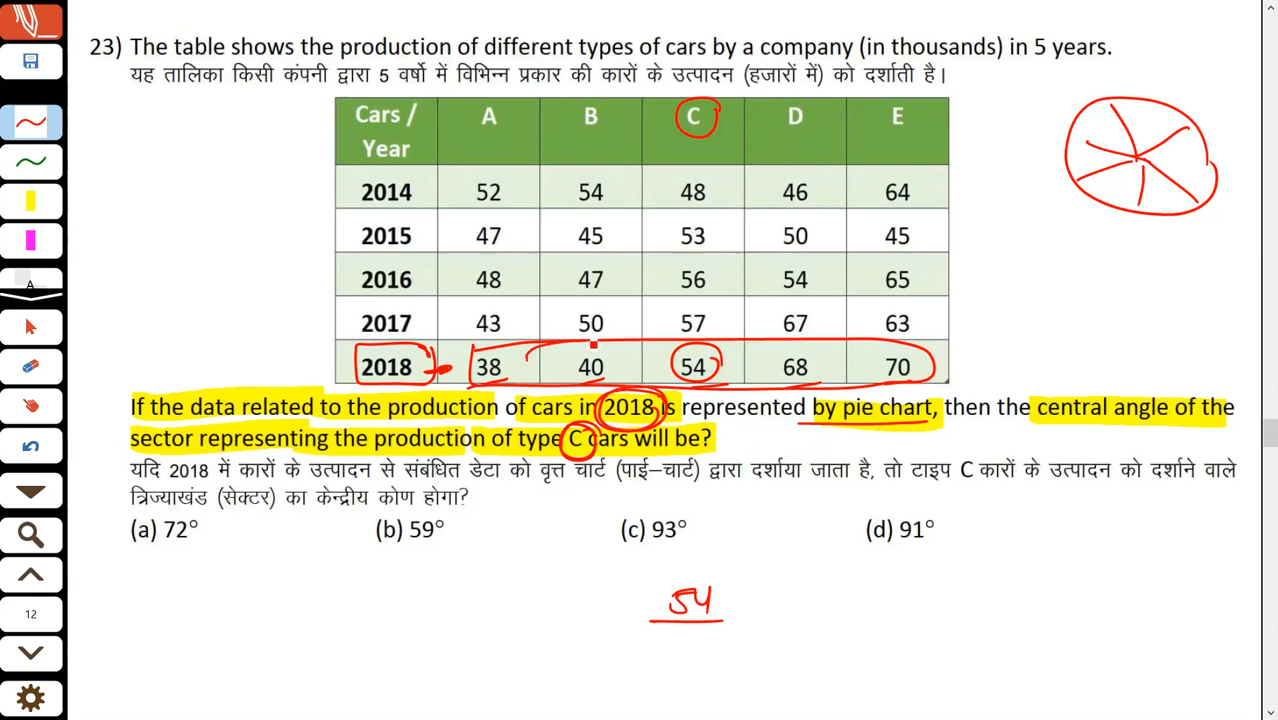 23) The table shows the production of different types of cars by a company (in thousands) in 5 years.
यह तालिका किसी कंपनी द्वारा 5 वर्षो में विभिन्न प्रकार की कारों के उत्पादन (हजारों में) को दर्शाती है।
Cars / Year A B C D E
2014 52 54 48 46 64
2015 47 45 53 50 45
2016 48 47 56 54 65
2017 43 50 57 67 63
2018 38 40 54 68 70
If the data related to the production of cars in 2018 is represented by pie chart, then the central angle of the
sector representing the production of type C cars will be?
यदि 2018 में कारों के उत्पादन से संबंधित डेटा को वृत्त चार्ट (पाई–चार्ट) द्वारा दर्शाया जाता है, तो टाइप C कारों के उत्पादन को दर्शाने वाले
त्रिज्याखंड (सेक्टर) का केन्द्रीय कोण होगा?
(a) 72° (b) 59° (c) 93° (d) 91°
54
A
12